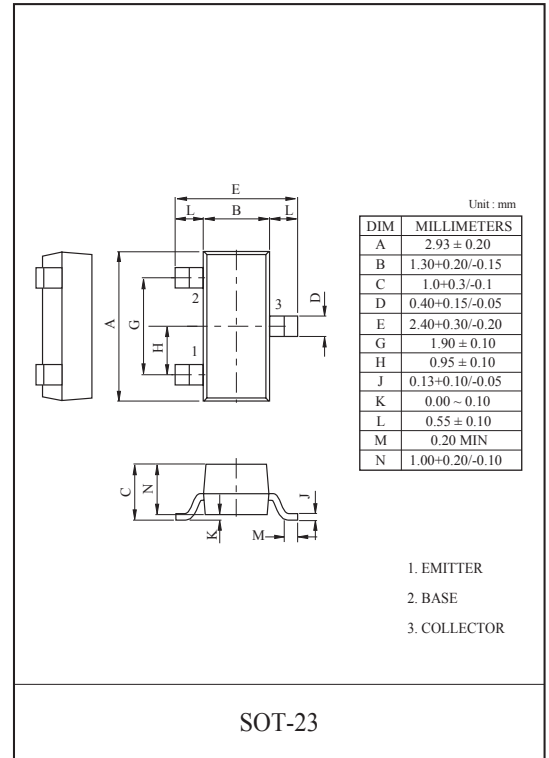 E
L B L
A
G
H
2
1
3
D
C
N
K
M
J
Unit : mm
DIM MILLIMETERS
A 2.93 ± 0.20
B 1.30+0.20/-0.15
C 1.0+0.3/-0.1
D 0.40+0.15/-0.05
E 2.40+0.30/-0.20
G 1.90 ± 0.10
H 0.95 ± 0.10
J 0.13+0.10/-0.05
K 0.00 ~ 0.10
L 0.55 ± 0.10
M 0.20 MIN
N 1.00+0.20/-0.10
1. EMITTER
2. BASE
3. COLLECTOR
SOT-23